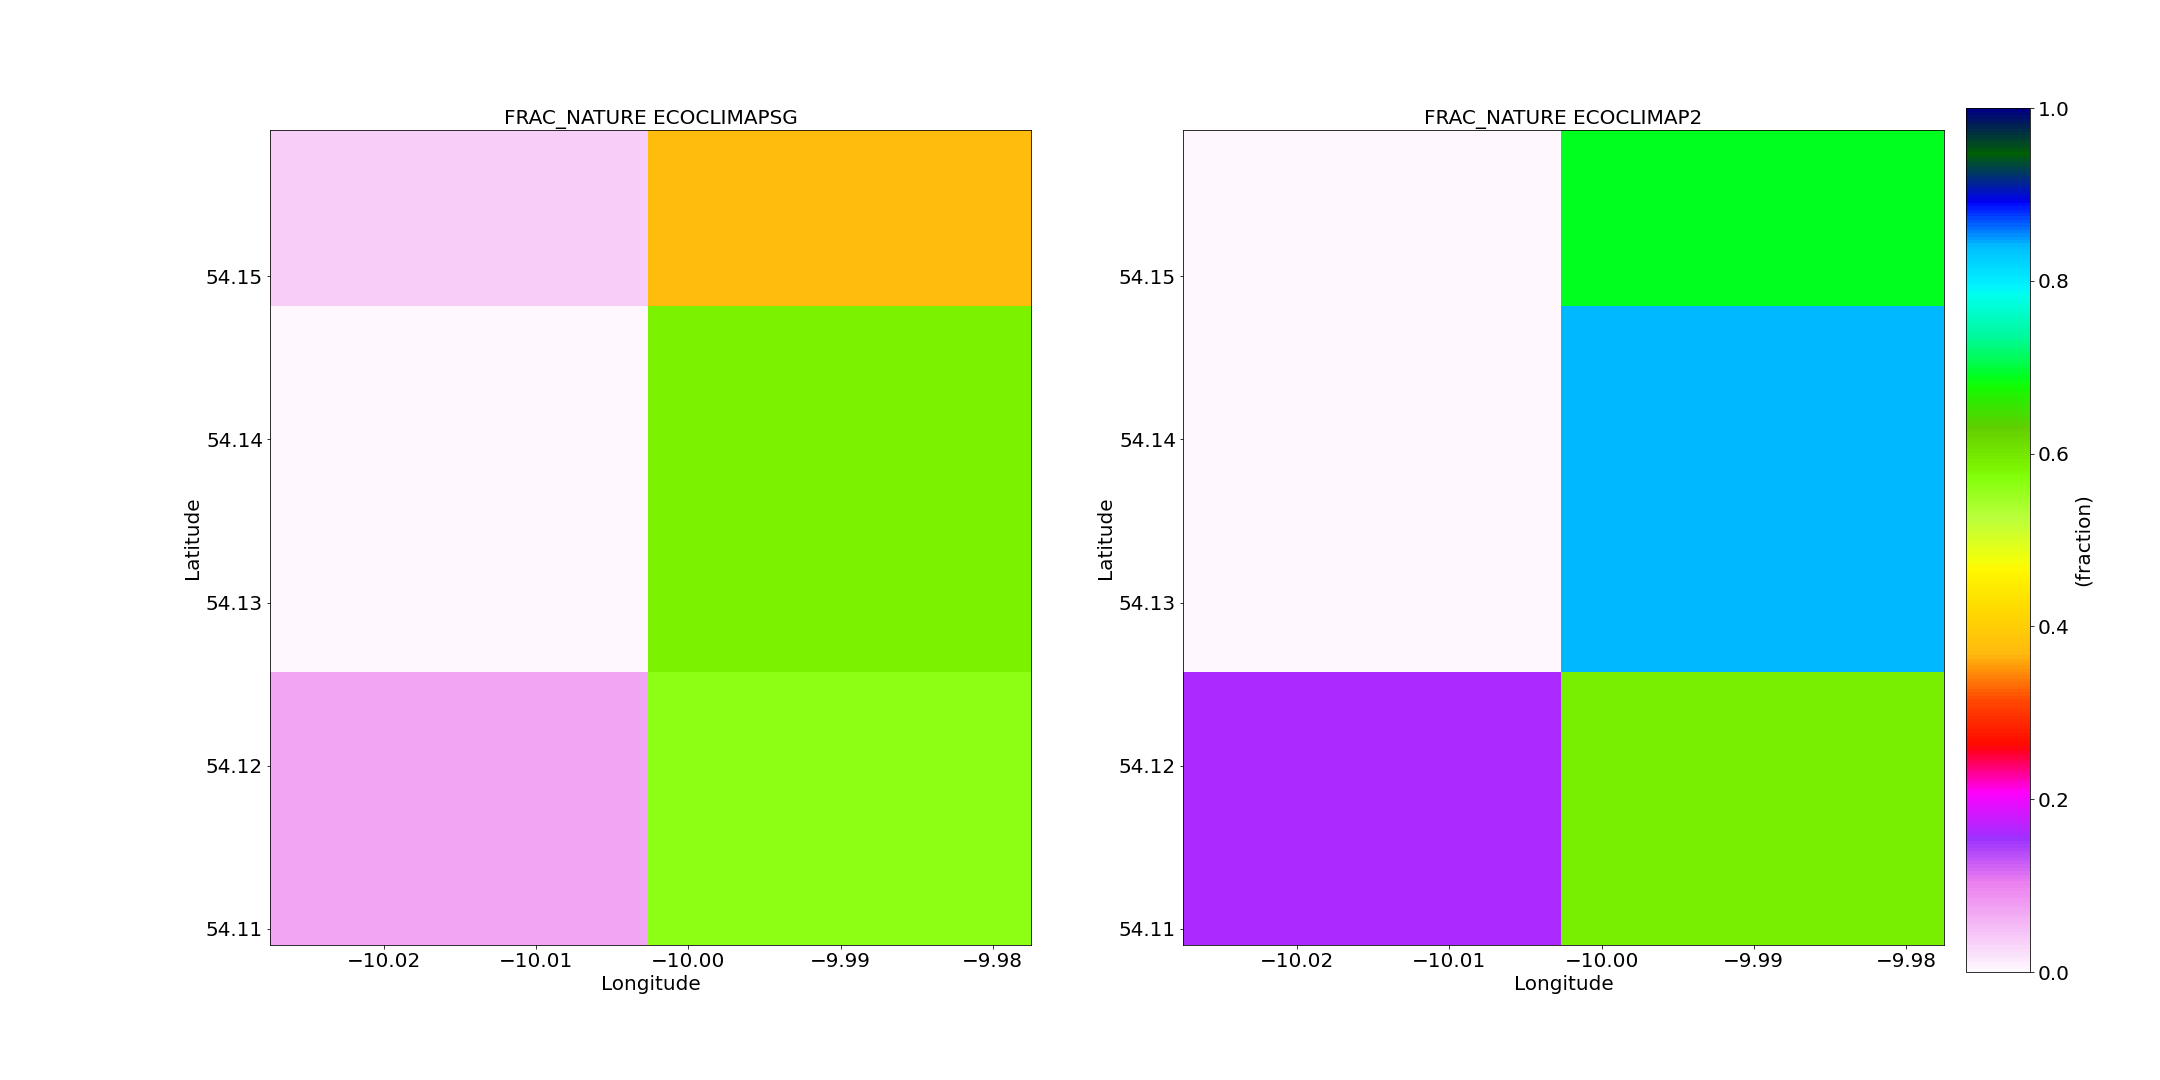 FRAC_NATURE ECOCLIMAPSG
54.15
54.14
54.13
54.12
54.11
Latitude
−10.02 −10.01 −10.00 −9.99 −9.98
Longitude
FRAC_NATURE ECOCLIMAP2
54.15
54.14
54.13
54.12
54.11
Latitude
−10.02 −10.01 −10.00 −9.99 −9.98
Longitude
1.0
0.8
0.6
0.4
0.2
0.0
(fraction)